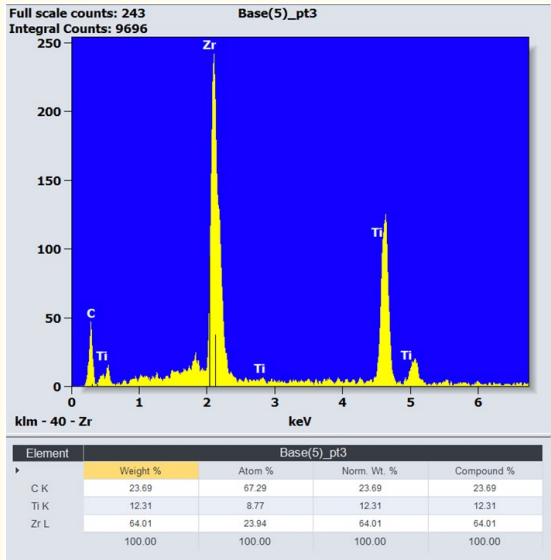 Full scale counts: 243 Base(5)_pt3
Integral Counts: 9696
250
200
150
100
50
0
Zr
Ti
C
Ti
Ti
Ti
0 1 2 3 4 5 6
klm - 40 - Zr keV
Element Base(5)_pt3
Weight % Atom % Norm. Wt. % Compound %
C K 23.69 67.29 23.69 23.69
Ti K 12.31 8.77 12.31 12.31
Zr L 64.01 23.94 64.01 64.01
100.00 100.00 100.00 100.00